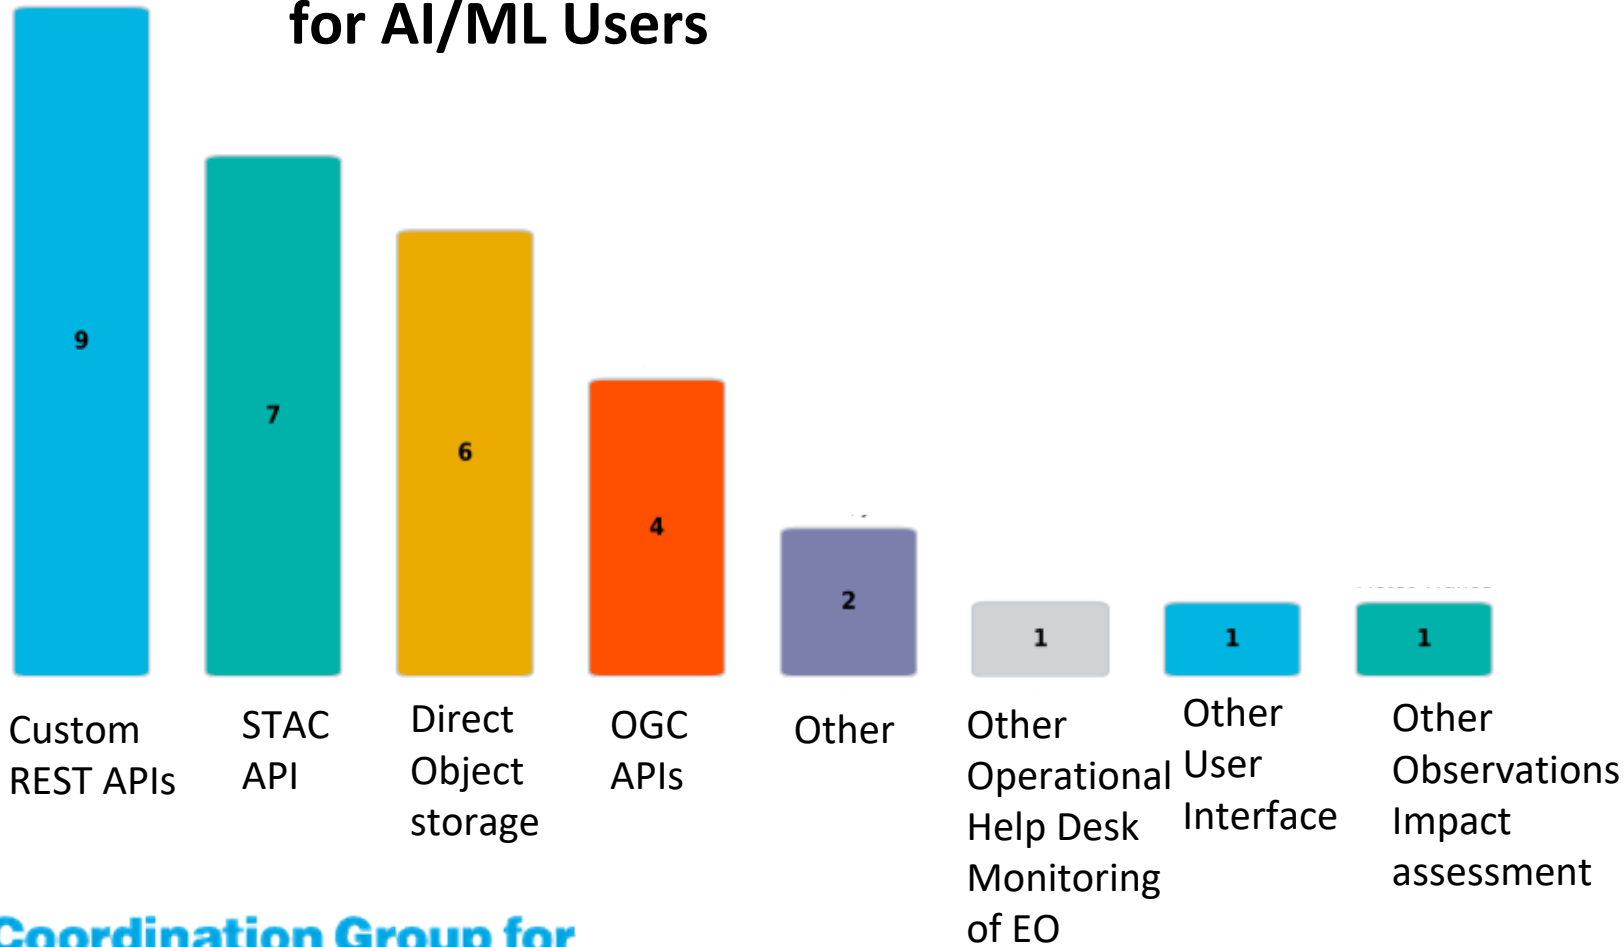 for AI/ML Users
9
7
6
4
2
1
1
1
Custom
REST APIs
STAC
API
Direct
Object
storage
OGC
APIs
Other
Other
Operational
Help Desk
Monitoring
of EO
Other
User
Interface
Other
Observations
Impact
assessment
Coordination Group for